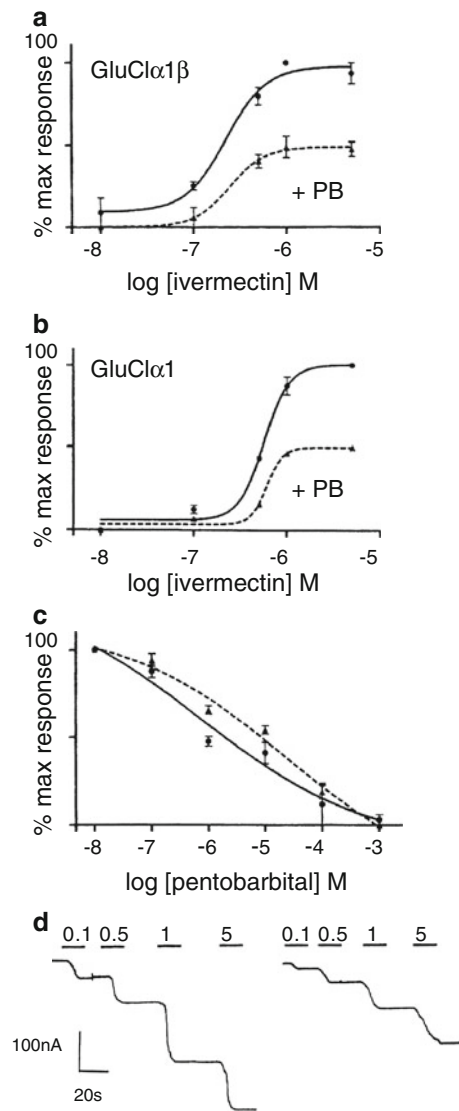 a
100
GluClα1β
+ PB
% max response
-8 -7 -6 -5
log [ivermectin] M
b
100
GluClα1
+ PB
% max response
-8 -7 -6 -5
log [ivermectin] M
c
100
% max response
-8 -7 -6 -5 -4 -3
log [pentobarbital] M
d
0.1 0.5 1 5 0.1 0.5 1 5
100nA
20s